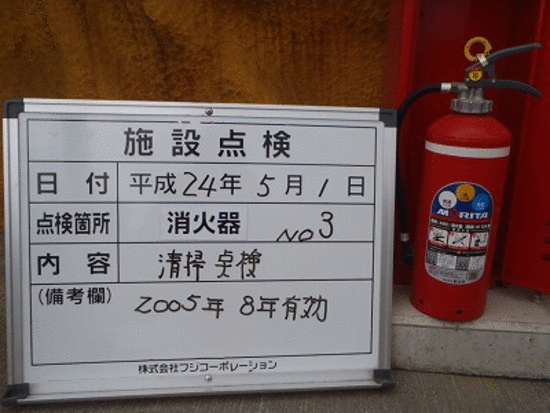 施設点検
日付 平成24年5月1日
点検箇所 消火器 NO3
内容 清掃点検
(備考欄) 2005年 8年有効
株式会社フジコーポレーション
MORITA